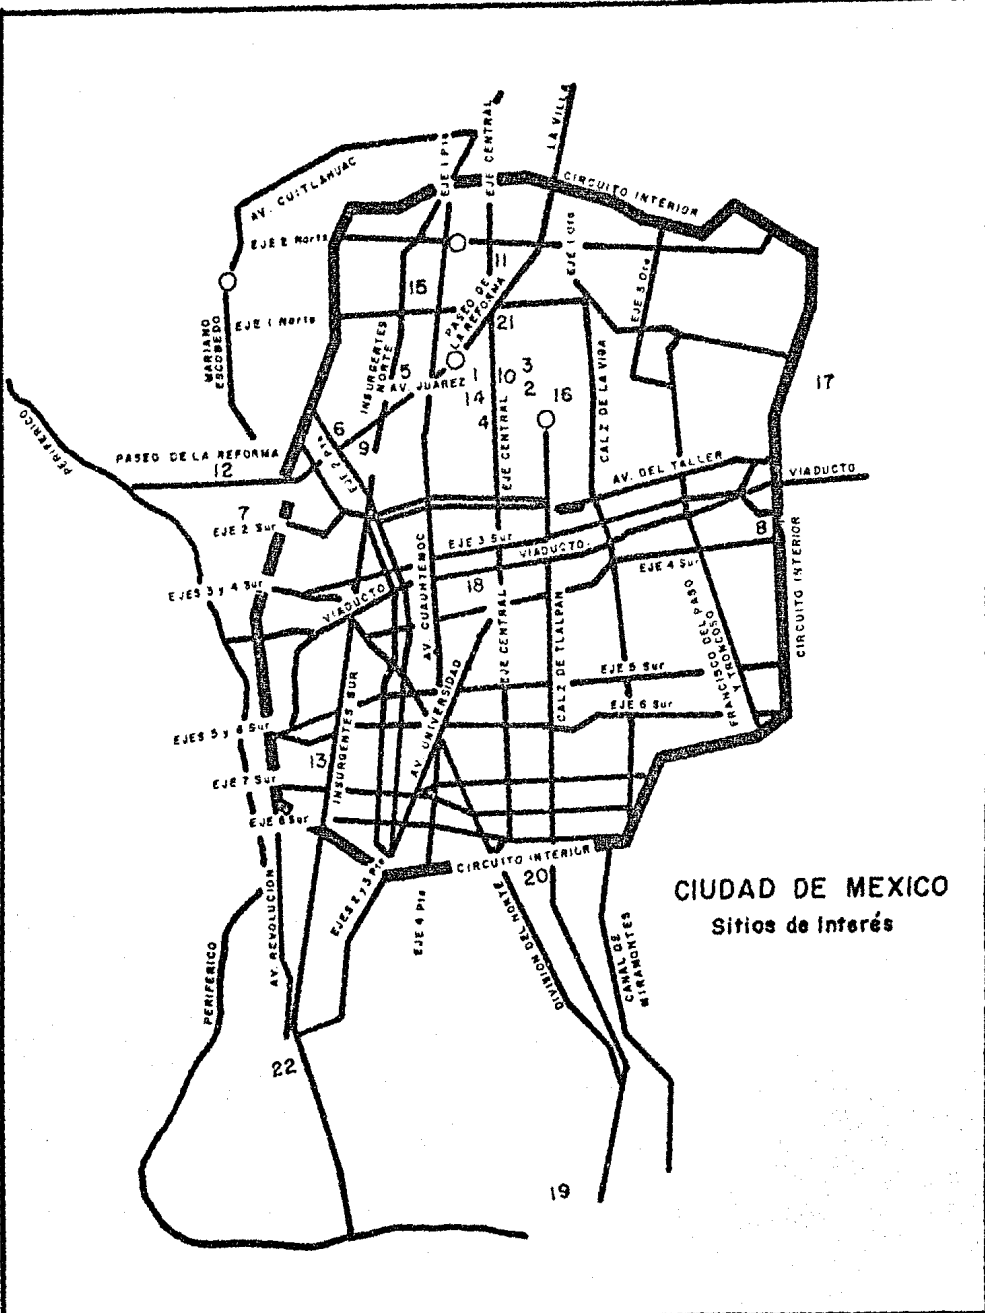 EJE CENTRAL
LA VILLA
EJE 1 Pte
AV. CUITLAHUAC
CIRCUITO INTERIOR
EJE 2 Norte
EJE 1 Ote
EJE 3 Ote
11
15
PASEO DE
LA REFORMA
EJE 1 Norte
21
MARIANO
ESCOBEDO
INSURGENTES
NORTE
5
AV. JUAREZ
1
10
3
2
14
4
16
CALZ DE LA VIGA
17
PERIFERICO
6
9
EJE 2 Pte
EJE CENTRAL
PASEO DE LA REFORMA
12
AV. DEL TALLER
VIADUCTO
7
EJE 2 Sur
8
EJE 3 Sur
VIADUCTO
EJE 4 Sur
CIRCUITO INTERIOR
EJES 3 y 4 Sur
VIADUCTO
18
AV. CUAUHTEMOC
EJE CENTRAL
CALZ DE TLALPAN
FRANCISCO DEL PASO
Y TRONCOSO
EJE 5 Sur
EJE 6 Sur
AV. UNIVERSIDAD
INSURGENTES SUR
EJES 5 y 6 Sur
13
EJE 7 Sur
EJE 8 Sur
CIRCUITO INTERIOR
20
EJES 2 y 3 Pte
EJE 4 Pte
AV. REVOLUCION
PERIFERICO
DIVISION DEL NORTE
CANAL DE
MIRAMONTES
CIUDAD DE MEXICO
Sitios de Interés
22
19